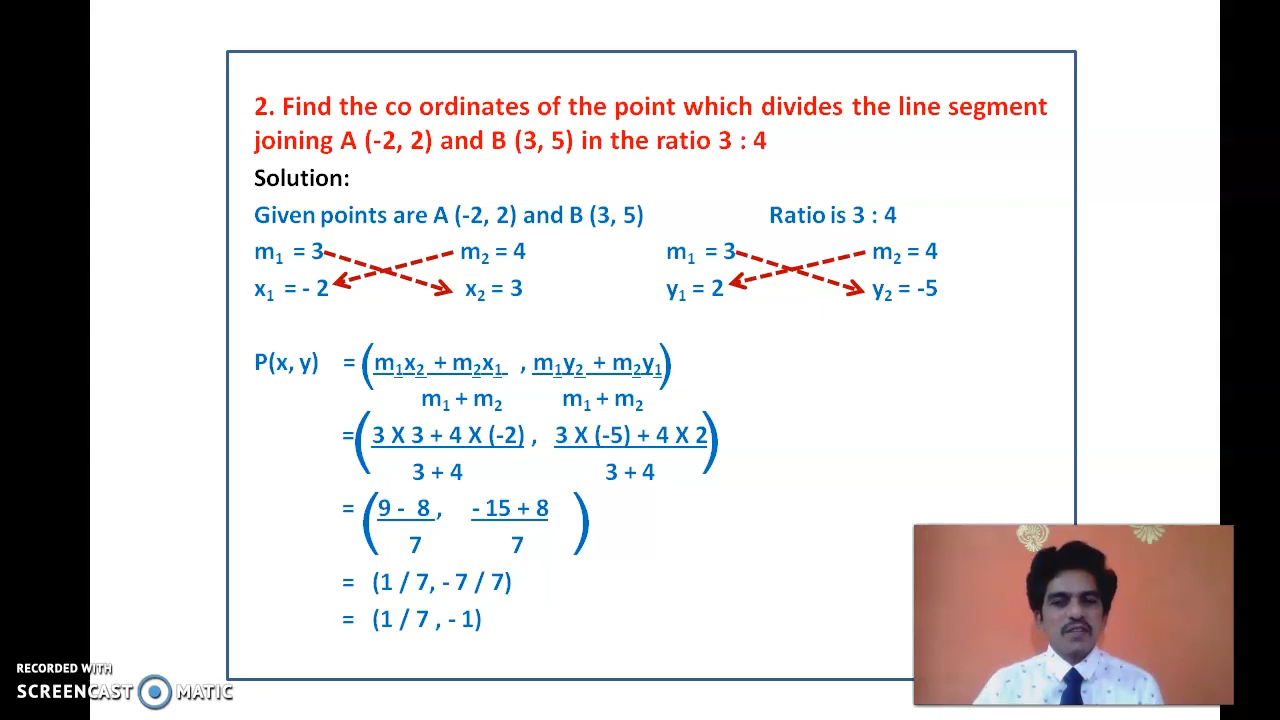 2. Find the co ordinates of the point which divides the line segment
joining A (-2, 2) and B (3, 5) in the ratio 3 : 4
Solution:
Given points are A (-2, 2) and B (3, 5) Ratio is 3 : 4
m₁ = 3 m₂ = 4 m₁ = 3 m₂ = 4
x₁ = - 2 x₂ = 3 y₁ = 2 y₂ = -5
P(x, y) = (m₁x₂ + m₂x₁ , m₁y₂ + m₂y₁)
m₁ + m₂ m₁ + m₂
=(3 X 3 + 4 X (-2) , 3 X (-5) + 4 X 2)
3 + 4 3 + 4
= (9 - 8 , - 15 + 8 )
7 7
= (1 / 7, - 7 / 7)
= (1 / 7 , - 1)
RECORDED WITH
SCREENCAST MATIC